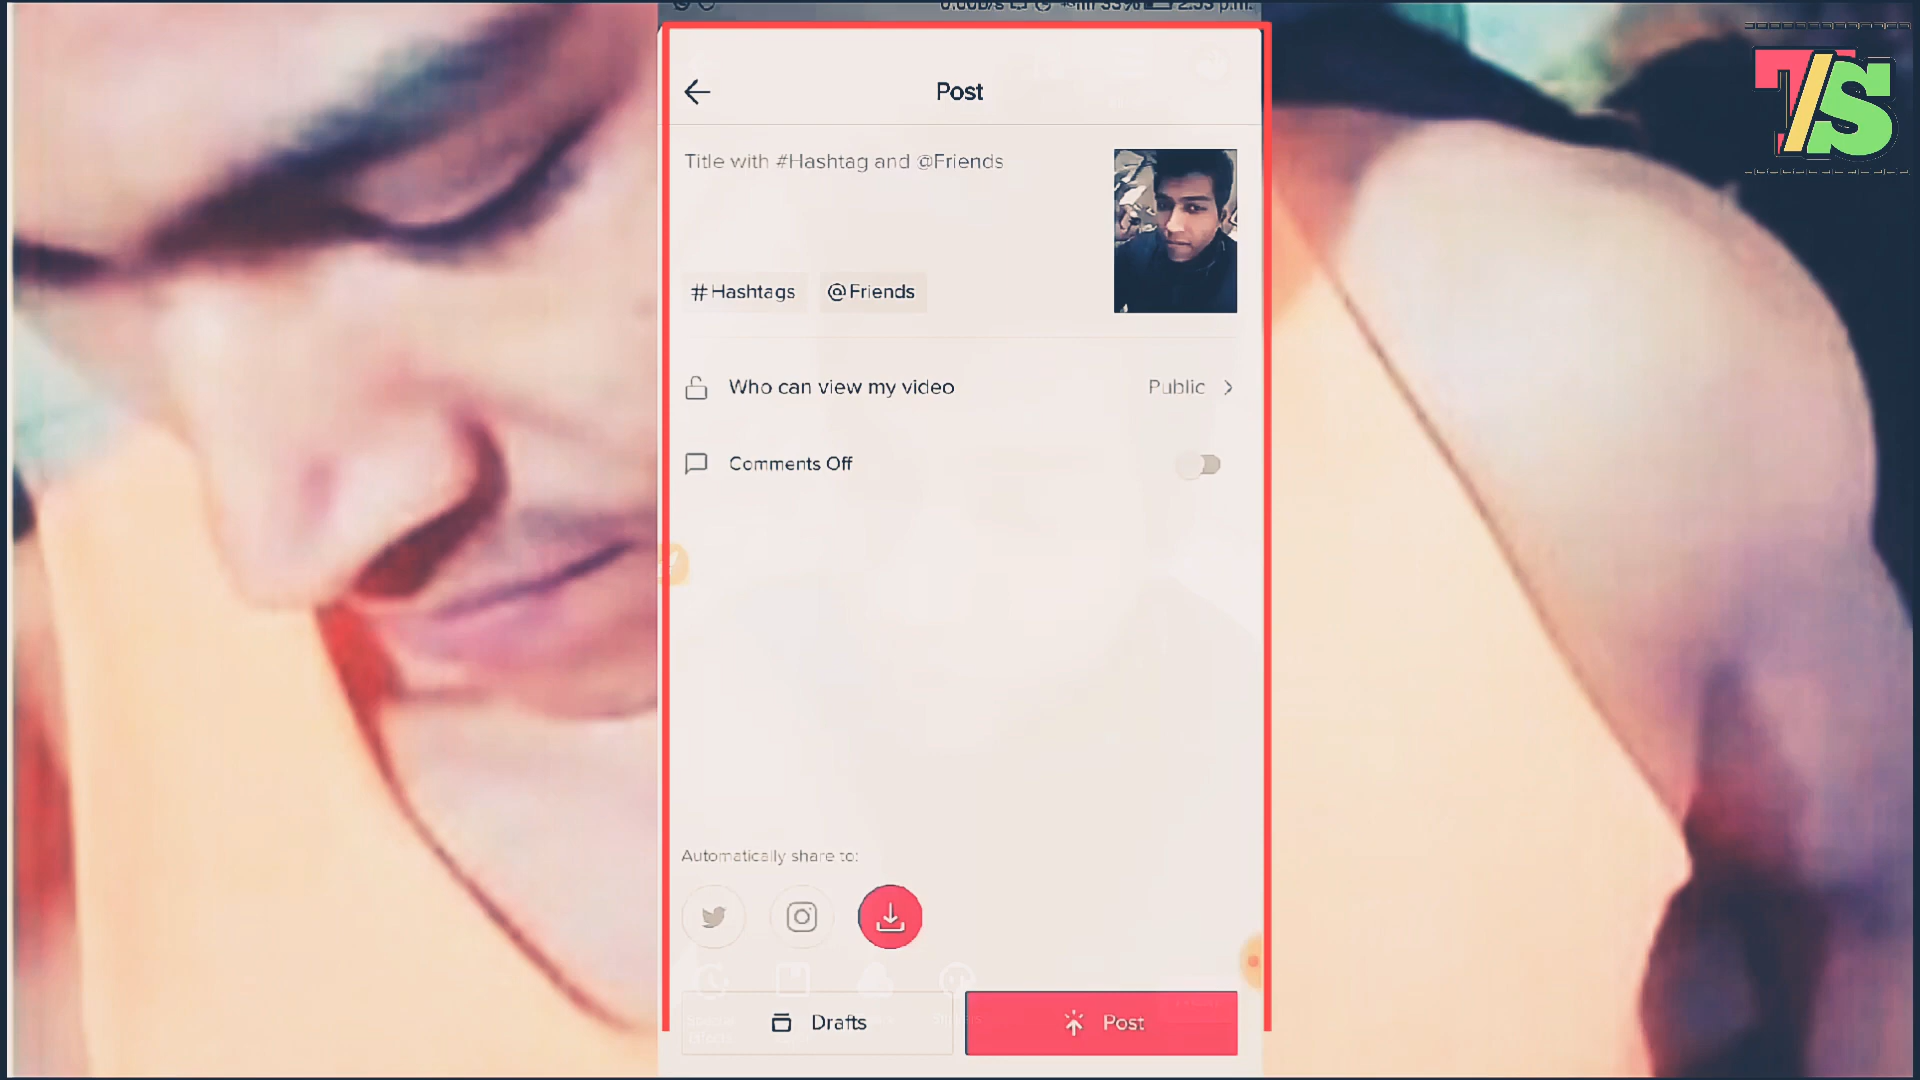 7/S
Post
Title with #Hashtag and @Friends
#Hashtags @Friends
Who can view my video Public
Comments Off
Automatically share to:
Drafts Post